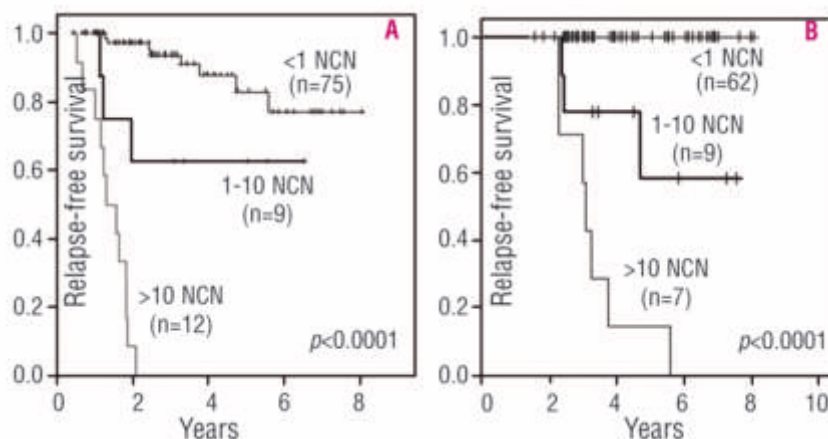 A
Relapse-free survival
1.0
0.8
0.6
0.4
0.2
0.0
<1 NCN
(n=75)
1-10 NCN
(n=9)
>10 NCN
(n=12)
p<0.0001
0 2 4 6 8
Years
B
Relapse-free survival
1.0
0.8
0.6
0.4
0.2
0.0
<1 NCN
(n=62)
1-10 NCN
(n=9)
>10 NCN
(n=7)
p<0.0001
0 2 4 6 8 10
Years